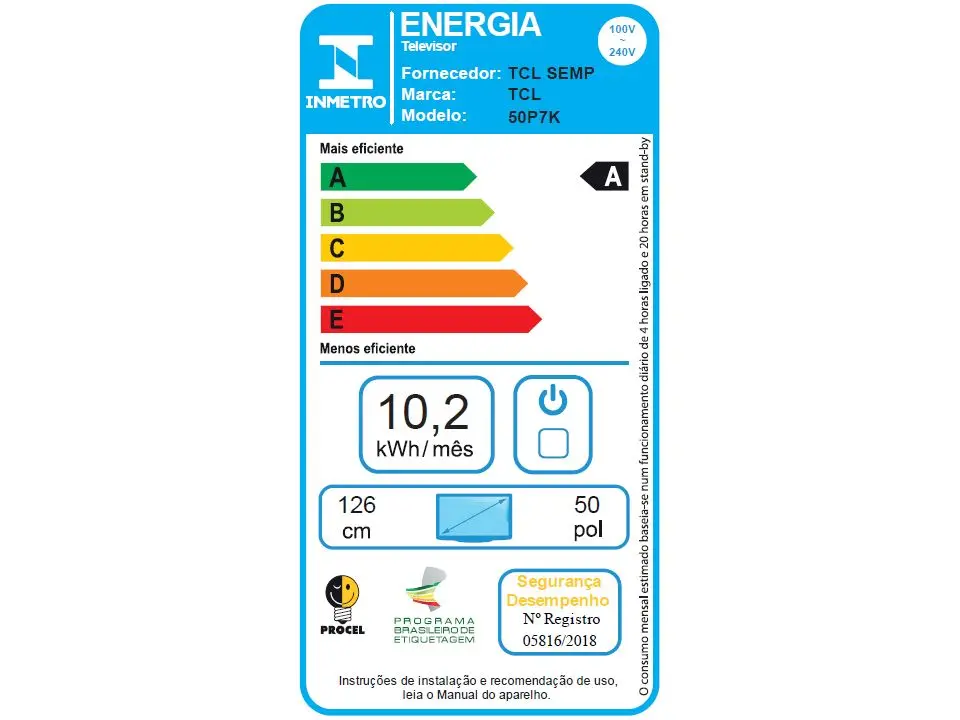 ENERGIA
Televisor
100V
~
240V
INMETRO
Fornecedor: TCL SEMP
Marca: TCL
Modelo: 50P7K
Mais eficiente
A
A
B
C
D
E
Menos eficiente
10,2
kWh/mês
126
cm
50
pol
PROCEL
PROGRAMA
BRASILEIRO DE
ETIQUETAGEM
Segurança
Desempenho
Nº Registro
05816/2018
Instruções de instalação e recomendação de uso,
leia o Manual do aparelho.
O consumo mensal estimado baseia-se num funcionamento diário de 4 horas ligado e 20 horas em stand-by